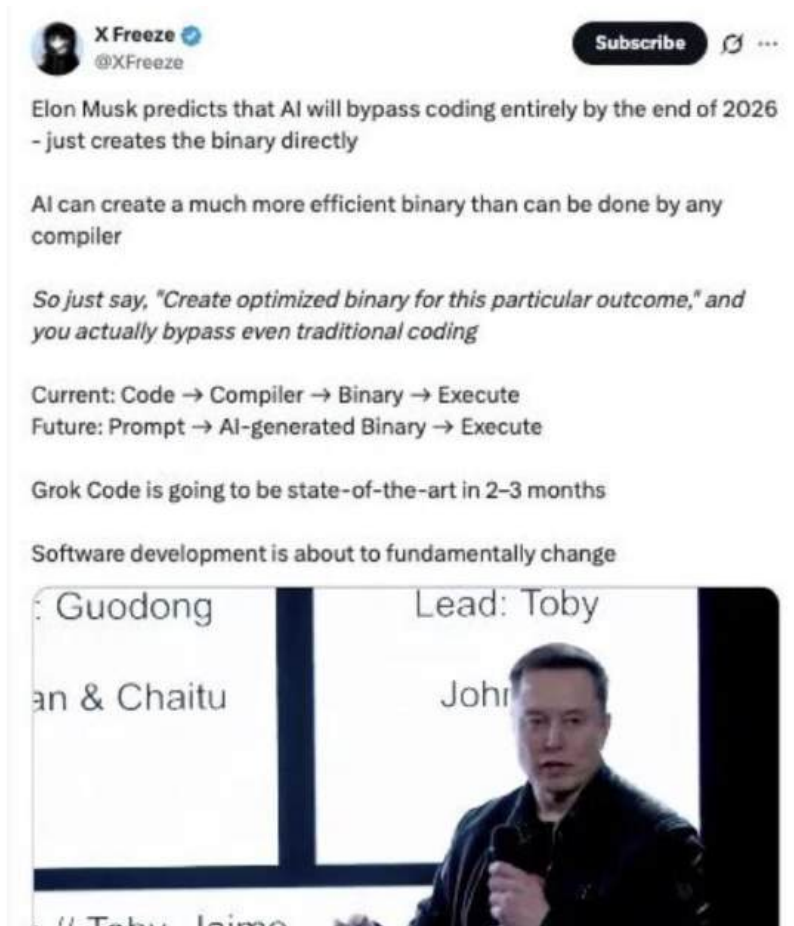 X Freeze
@XFreeze
Subscribe
Elon Musk predicts that AI will bypass coding entirely by the end of 2026
- just creates the binary directly
AI can create a much more efficient binary than can be done by any
compiler
So just say, "Create optimized binary for this particular outcome," and
you actually bypass even traditional coding
Current: Code → Compiler → Binary → Execute
Future: Prompt → AI-generated Binary → Execute
Grok Code is going to be state-of-the-art in 2–3 months
Software development is about to fundamentally change
: Guodong
Lead: Toby
& Chaitu